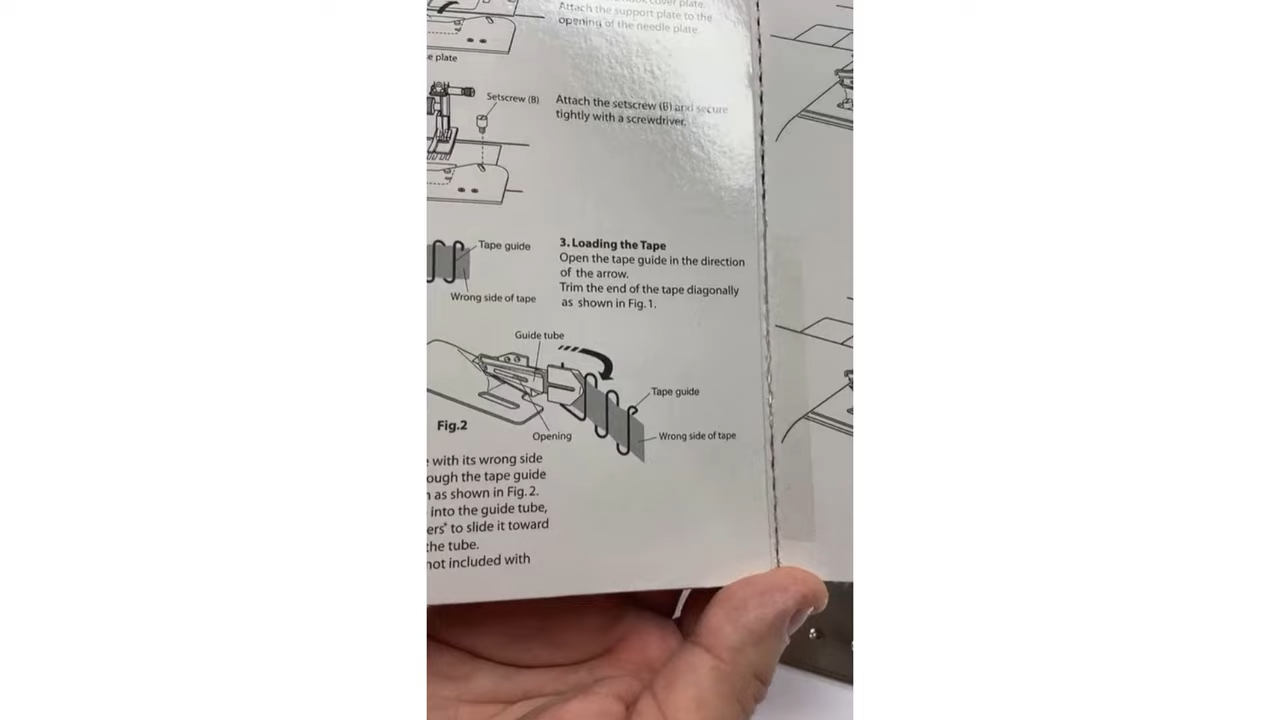 cover plate.
Attach the support plate to the
opening of the needle plate.
plate
Setscrew (B)
Attach the setscrew (B) and secure
tightly with a screwdriver.
Tape guide
Wrong side of tape
3. Loading the Tape
Open the tape guide in the direction
of the arrow.
Trim the end of the tape diagonally
as shown in Fig. 1.
Guide tube
Tape guide
Fig.2
Opening
Wrong side of tape
with its wrong side
ough the tape guide
as shown in Fig. 2.
into the guide tube,
ers* to slide it toward
the tube.
not included with